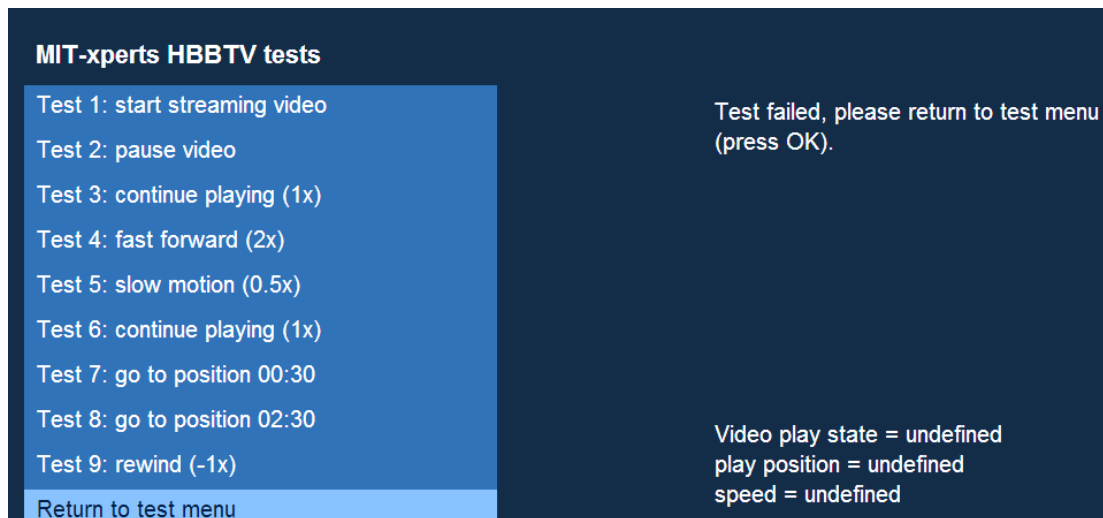 MIT-xperts HBBTV tests
Test 1: start streaming video
Test 2: pause video
Test 3: continue playing (1x)
Test 4: fast forward (2x)
Test 5: slow motion (0.5x)
Test 6: continue playing (1x)
Test 7: go to position 00:30
Test 8: go to position 02:30
Test 9: rewind (-1x)
Return to test menu
Test failed, please return to test menu
(press OK).
Video play state = undefined
play position = undefined
speed = undefined